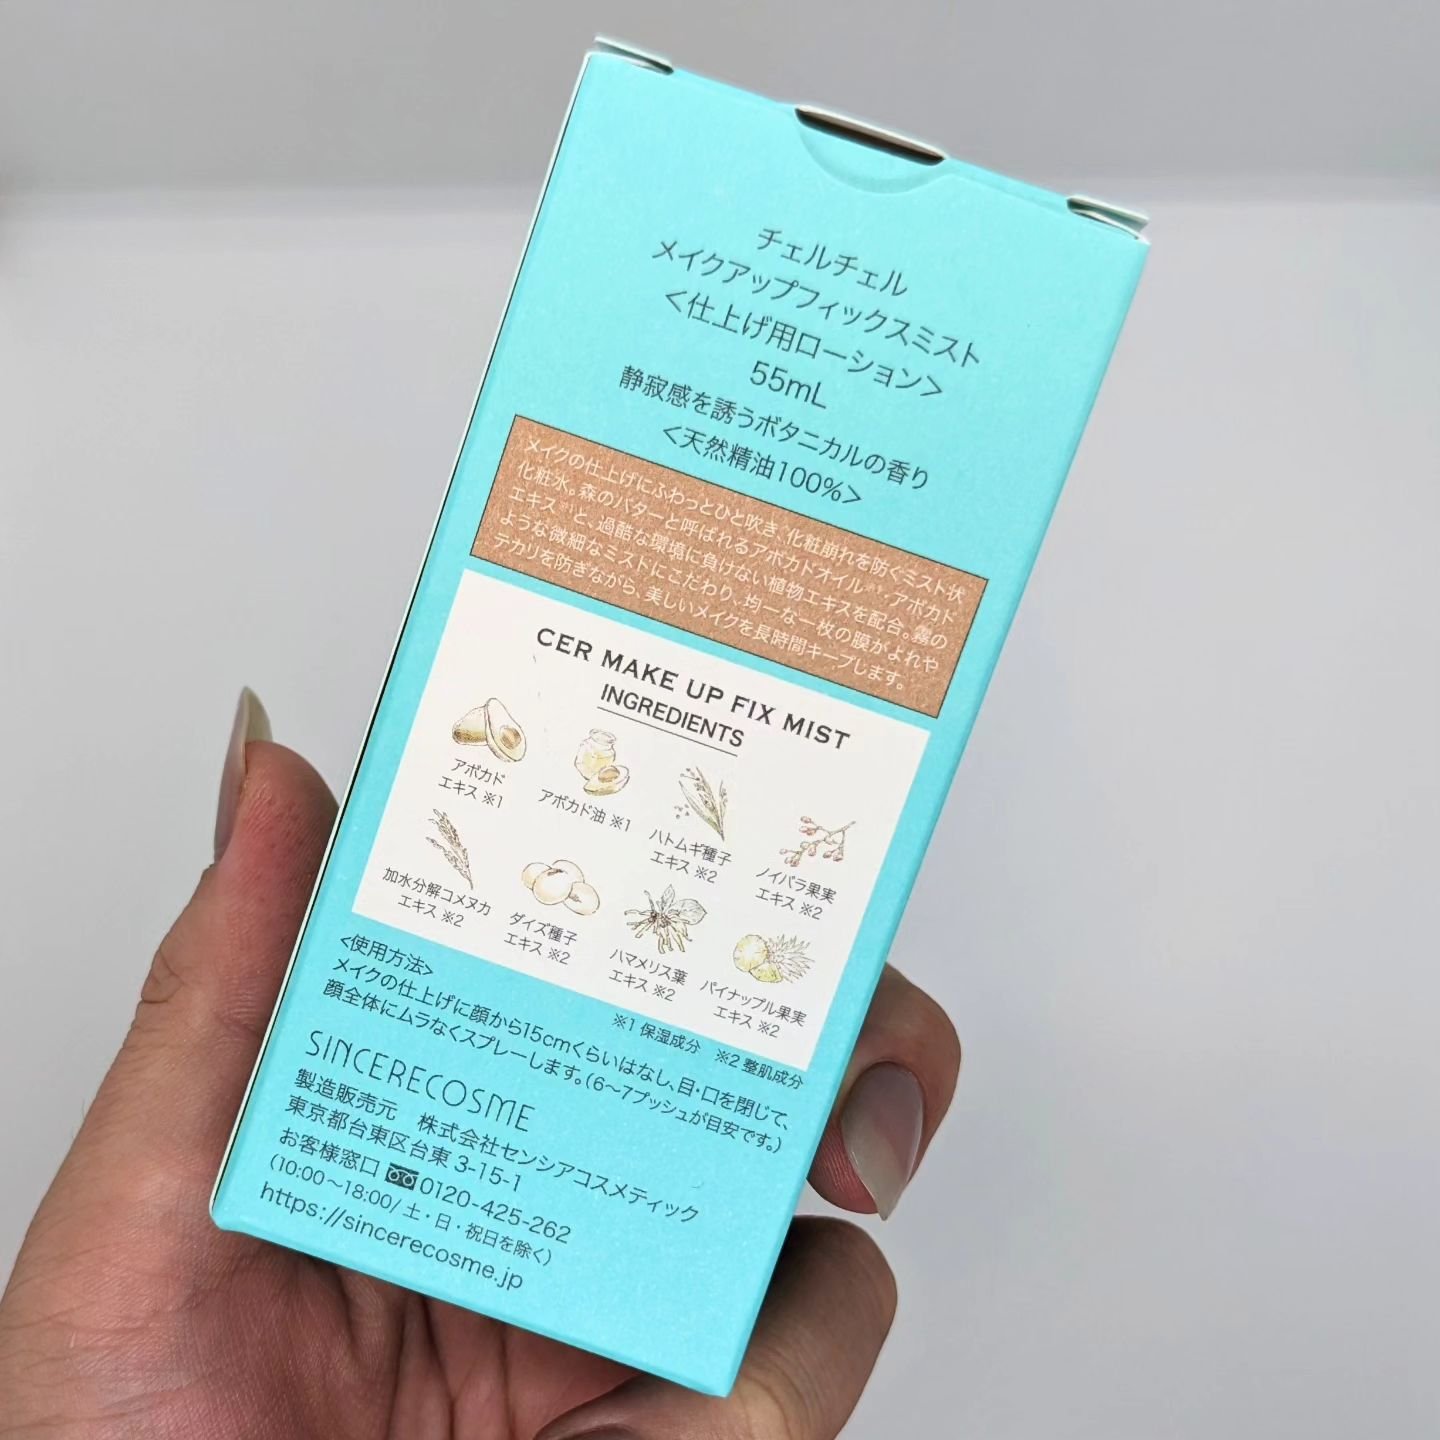 チェルチェル
メイクアップフィックスミスト
＜仕上げ用ローション＞
55mL
静寂感を誘うボタニカルの香り
＜天然精油100％＞
メイクの仕上げにふわっとひと吹き、化粧崩れを防ぐミスト状
化粧水。森のバターと呼ばれるアボカドオイル※1・アボカド
エキス※1と、過酷な環境に負けない植物エキスを配合。霧の
ような微細なミストにこだわり、均一な一枚の膜がよれや
テカリを防ぎながら、美しいメイクを長時間キープします。
CER MAKE UP FIX MIST
INGREDIENTS
アボカド
エキス ※1
アボカド油 ※1
ハトムギ種子
エキス ※2
ノイバラ果実
エキス ※2
加水分解コメヌカ
エキス ※2
ダイズ種子
エキス ※2
ハマメリス葉
エキス ※2
パイナップル果実
エキス ※2
※1 保湿成分 ※2 整肌成分
<使用方法>
メイクの仕上げに顔から15cmくらいはなし、目・口を閉じて、
顔全体にムラなくスプレーします。（6～7プッシュが目安です。）
SINCERECOSME
製造販売元 株式会社センシアコスメティック
東京都台東区台東 3-15-1
お客様窓口 0120-425-262
（10:00～18:00/ 土・日・祝日を除く）
https://sincerecosme.jp